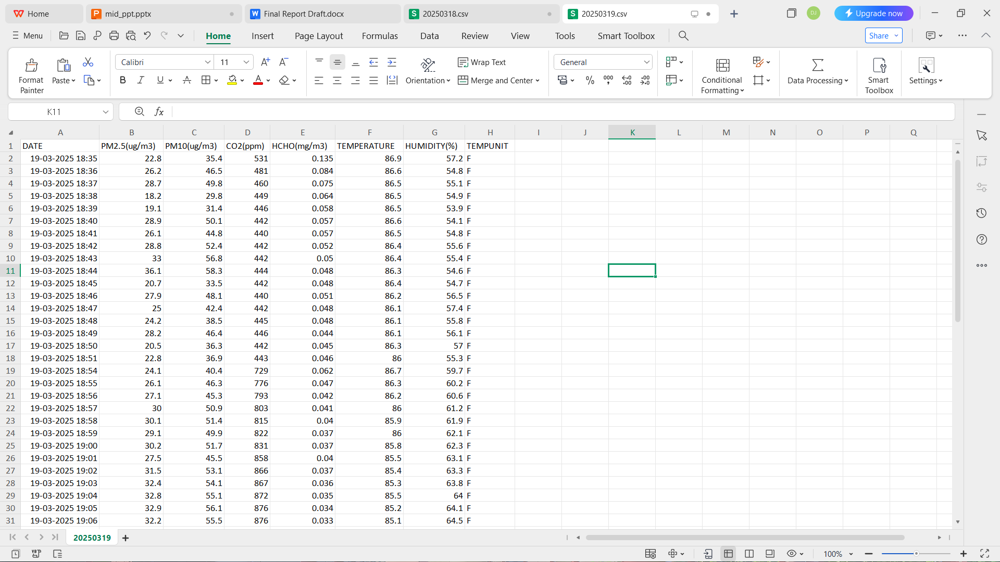 Home mid_ppt.pptx Final Report Draft.docx 20250318.csv 20250319.csv DJ Upgrade now
Menu Home Insert Page Layout Formulas Data Review View Tools Smart Toolbox Share
Format Painter Paste Calibri 11 Wrap Text General
Orientation Merge and Center Conditional Formatting Data Processing Smart Toolbox Settings
K11 fx
A B C D E F G H I J K L M N O P Q
1 DATE PM2.5(ug/m3) PM10(ug/m3) CO2(ppm) HCHO(mg/m3) TEMPERATURE HUMIDITY(%) TEMPUNIT
2 19-03-2025 18:35 22.8 35.4 531 0.135 86.9 57.2 F
3 19-03-2025 18:36 26.2 46.5 481 0.084 86.6 54.8 F
4 19-03-2025 18:37 28.7 49.8 460 0.075 86.5 55.1 F
5 19-03-2025 18:38 18.2 29.8 449 0.064 86.5 54.9 F
6 19-03-2025 18:39 19.1 31.4 446 0.058 86.5 53.9 F
7 19-03-2025 18:40 28.9 50.1 442 0.057 86.6 54.1 F
8 19-03-2025 18:41 26.1 44.8 440 0.057 86.5 54.8 F
9 19-03-2025 18:42 28.8 52.4 442 0.052 86.4 55.6 F
10 19-03-2025 18:43 33 56.8 442 0.05 86.4 55.4 F
11 19-03-2025 18:44 36.1 58.3 444 0.048 86.3 54.6 F
12 19-03-2025 18:45 20.7 33.5 442 0.048 86.4 54.7 F
13 19-03-2025 18:46 27.9 48.1 440 0.051 86.2 56.5 F
14 19-03-2025 18:47 25 42.4 442 0.048 86.1 57.4 F
15 19-03-2025 18:48 24.2 38.5 445 0.048 86.1 55.8 F
16 19-03-2025 18:49 28.2 46.4 446 0.044 86.1 56.1 F
17 19-03-2025 18:50 20.5 36.3 442 0.045 86.3 57 F
18 19-03-2025 18:51 22.8 36.9 443 0.046 86 55.3 F
19 19-03-2025 18:54 24.1 40.4 729 0.062 86.7 59.7 F
20 19-03-2025 18:55 26.1 46.3 776 0.047 86.3 60.2 F
21 19-03-2025 18:56 27.1 45.3 793 0.042 86.2 60.6 F
22 19-03-2025 18:57 30 50.9 803 0.041 86 61.2 F
23 19-03-2025 18:58 30.1 51.4 815 0.04 85.9 61.9 F
24 19-03-2025 18:59 29.1 49.9 822 0.037 86 62.1 F
25 19-03-2025 19:00 30.2 51.7 831 0.037 85.8 62.3 F
26 19-03-2025 19:01 27.5 45.5 858 0.04 85.5 63.1 F
27 19-03-2025 19:02 31.5 53.1 866 0.037 85.4 63.3 F
28 19-03-2025 19:03 32.4 54.1 867 0.036 85.3 63.8 F
29 19-03-2025 19:04 32.8 55.1 872 0.035 85.5 64 F
30 19-03-2025 19:05 32.9 56.1 876 0.034 85.2 64.1 F
31 19-03-2025 19:06 32.2 55.5 876 0.033 85.1 64.5 F
20250319
100%